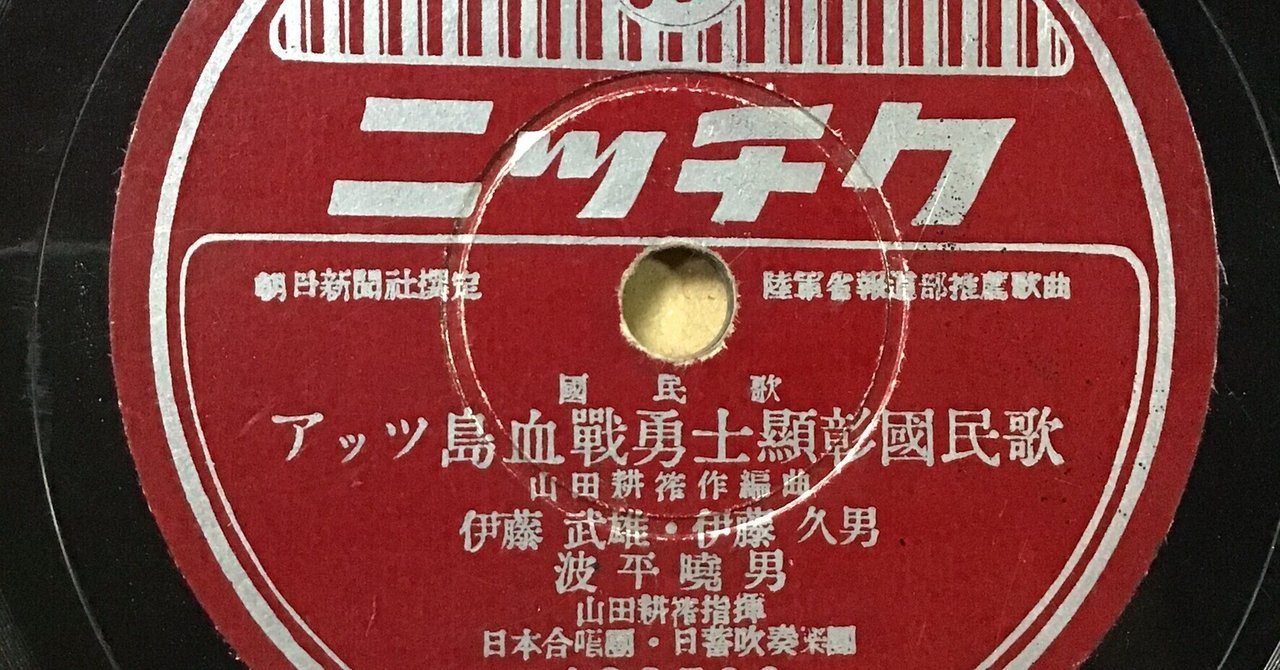 ニッチク
朝日新聞社撰定
陸軍省報道部推薦歌曲
國民歌
アッツ島血戰勇士顯彰國民歌
山田耕筰作編曲
伊藤 武雄・伊藤 久男
波平曉男
山田耕筰指揮
日本合唱團・日蓄吹奏楽團